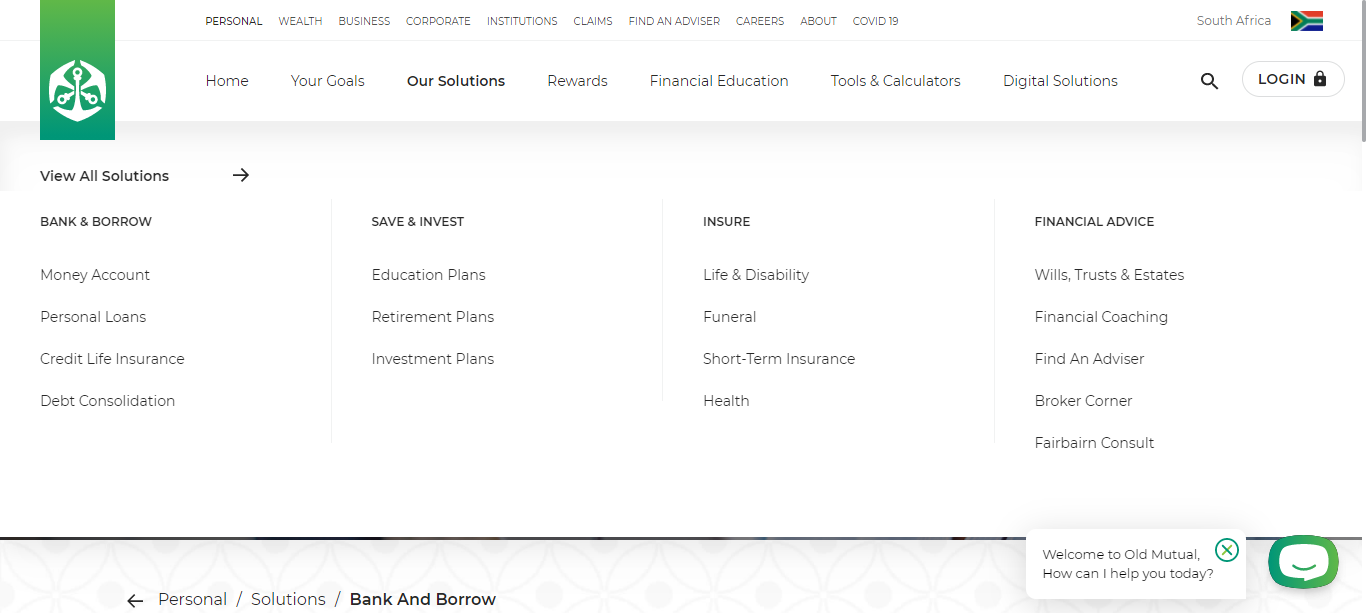 PERSONAL WEALTH BUSINESS CORPORATE INSTITUTIONS CLAIMS FIND AN ADVISER CAREERS ABOUT COVID 19 South Africa
Home Your Goals Our Solutions Rewards Financial Education Tools & Calculators Digital Solutions LOGIN
View All Solutions
BANK & BORROW
Money Account
Personal Loans
Credit Life Insurance
Debt Consolidation
SAVE & INVEST
Education Plans
Retirement Plans
Investment Plans
INSURE
Life & Disability
Funeral
Short-Term Insurance
Health
FINANCIAL ADVICE
Wills, Trusts & Estates
Financial Coaching
Find An Adviser
Broker Corner
Fairbairn Consult
Welcome to Old Mutual,
How can I help you today?
Personal / Solutions / Bank And Borrow